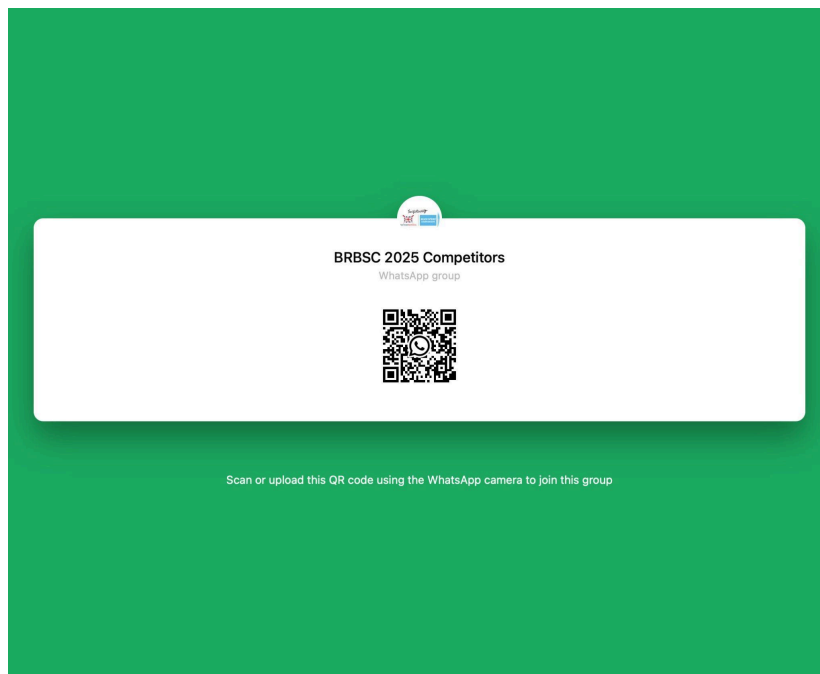 BRBSC 2025 Competitors
WhatsApp group
Scan or upload this QR code using the WhatsApp camera to join this group